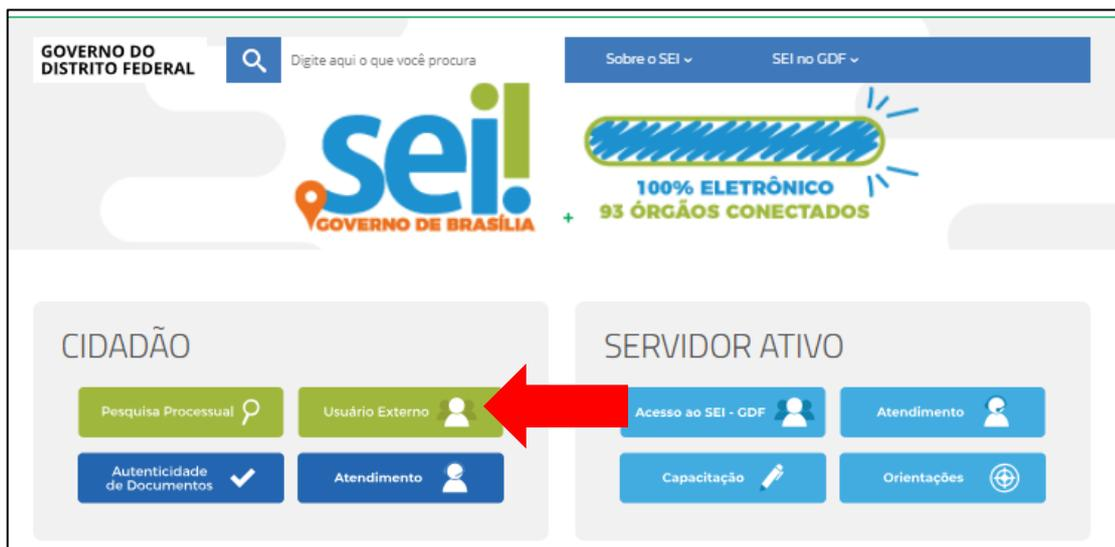 GOVERNO DO
DISTRITO FEDERAL
Digite aqui o que você procura
Sobre o SEI
SEI no GDF
sei!
GOVERNO DE BRASÍLIA
100% ELETRÔNICO
+ 93 ÓRGÃOS CONECTADOS
CIDADÃO
Pesquisa Processual
Usuário Externo
Autenticidade
de Documentos
Atendimento
SERVIDOR ATIVO
Acesso ao SEI - GDF
Atendimento
Capacitação
Orientações